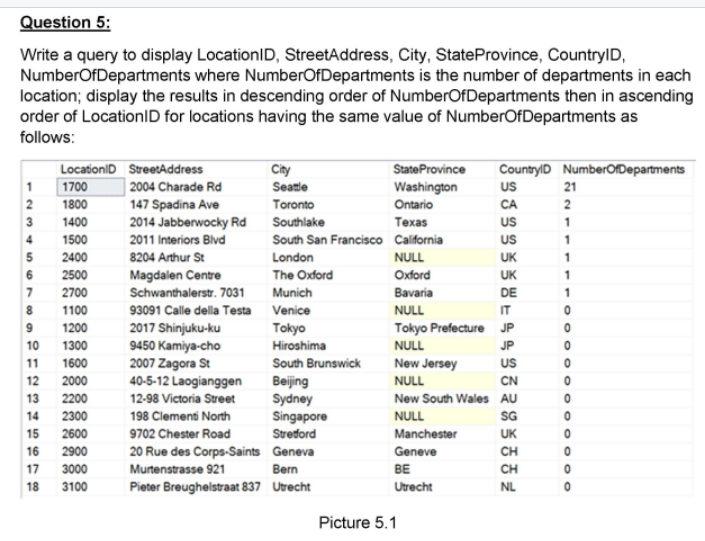 Question 5:
Write a query to display LocationID, StreetAddress, City, StateProvince, CountryID,
NumberOfDepartments where NumberOfDepartments is the number of departments in each
location; display the results in descending order of NumberOfDepartments then in ascending
order of LocationID for locations having the same value of NumberOfDepartments as
follows:
LocationID StreetAddress City StateProvince CountryID NumberOfDepartments
1 1700 2004 Charade Rd Seattle Washington US 21
2 1800 147 Spadina Ave Toronto Ontario CA 2
3 1400 2014 Jabberwocky Rd Southlake Texas US 1
4 1500 2011 Interiors Blvd South San Francisco California US 1
5 2400 8204 Arthur St London NULL UK 1
6 2500 Magdalen Centre The Oxford Oxford UK 1
7 2700 Schwanthalerstr. 7031 Munich Bavaria DE 1
8 1100 93091 Calle della Testa Venice NULL IT 0
9 1200 2017 Shinjuku-ku Tokyo Tokyo Prefecture JP 0
10 1300 9450 Kamiya-cho Hiroshima NULL JP 0
11 1600 2007 Zagora St South Brunswick New Jersey US 0
12 2000 40-5-12 Laogianggen Beijing NULL CN 0
13 2200 12-98 Victoria Street Sydney New South Wales AU 0
14 2300 198 Clementi North Singapore NULL SG 0
15 2600 9702 Chester Road Stretford Manchester UK 0
16 2900 20 Rue des Corps-Saints Geneva Geneve CH 0
17 3000 Murtenstrasse 921 Bern BE CH 0
18 3100 Pieter Breughelstraat 837 Utrecht Utrecht NL 0
Picture 5.1